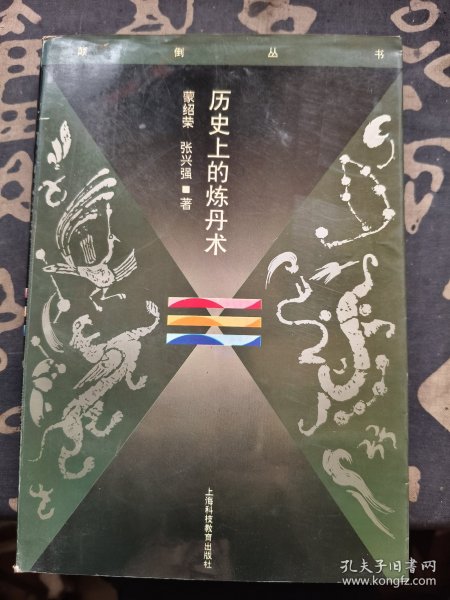 倒丛书
历史上的炼丹术
蒙绍荣 张兴强 ■ 著
上海科技教育出版社
孔夫子旧书网
www.kongfz.com